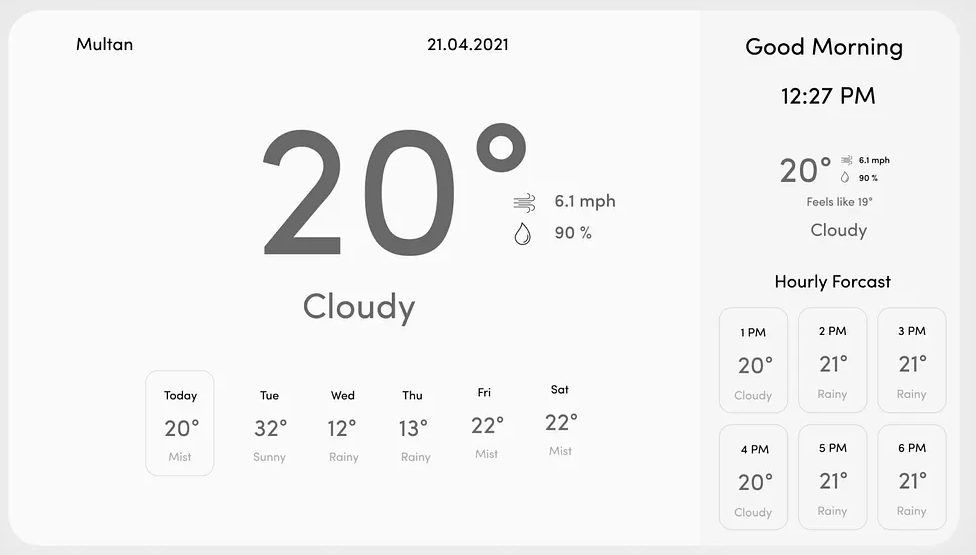 Multan
21.04.2021
20°
6.1 mph
90 %
Cloudy
Today
20°
Mist
Tue
32°
Sunny
Wed
12°
Rainy
Thu
13°
Rainy
Fri
22°
Mist
Sat
22°
Mist
Good Morning
12:27 PM
20°
6.1 mph
90 %
Feels like 19°
Cloudy
Hourly Forcast
1 PM
20°
Cloudy
2 PM
21°
Rainy
3 PM
21°
Rainy
4 PM
20°
Cloudy
5 PM
21°
Rainy
6 PM
21°
Rainy